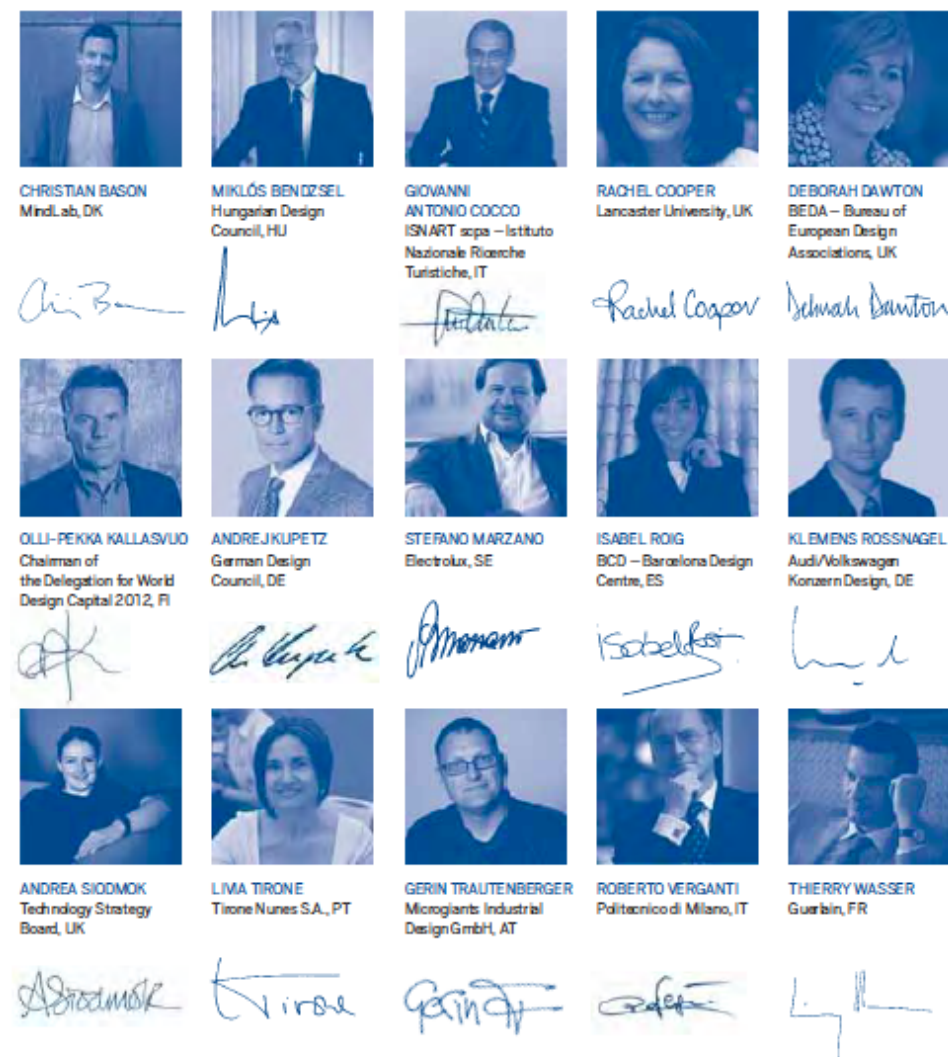 CHRISTIAN BASON
MindLab, DK
MIKLÓS BENDZSEL
Hungarian Design
Council, HU
GIOVANNI
ANTONIO COCCO
ISNART scpa – Istituto
Nazionale Ricerche
Turistiche, IT
RACHEL COOPER
Lancaster University, UK
DEBORAH DAWTON
BEDA – Bureau of
European Design
Associations, UK
Rachel Cooper
Deborah Dawton
OLLI-PEKKA KALLASVUO
Chairman of
the Delegation for World
Design Capital 2012, FI
ANDREJ KUPETZ
German Design
Council, DE
STEFANO MARZANO
Electrolux, SE
ISABEL ROIG
BCD – Barcelona Design
Centre, ES
KLEMENS ROSSNAGEL
Audi/Volkswagen
Konzern Design, DE
Isabel Roig
ANDREA SIODMOK
Technology Strategy
Board, UK
LIVIA TIRONE
Tirone Nunes S.A., PT
GERIN TRAUTENBERGER
Microgiants Industrial
Design GmbH, AT
ROBERTO VERGANTI
Politecnico di Milano, IT
THIERRY WASSER
Guerlain, FR
ASiodmok
Tirone
Gerin